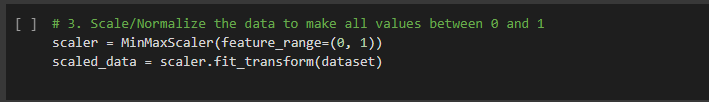 [ ] # 3. Scale/Normalize the data to make all values between 0 and 1
scaler = MinMaxScaler(feature_range=(0, 1))
scaled_data = scaler.fit_transform(dataset)